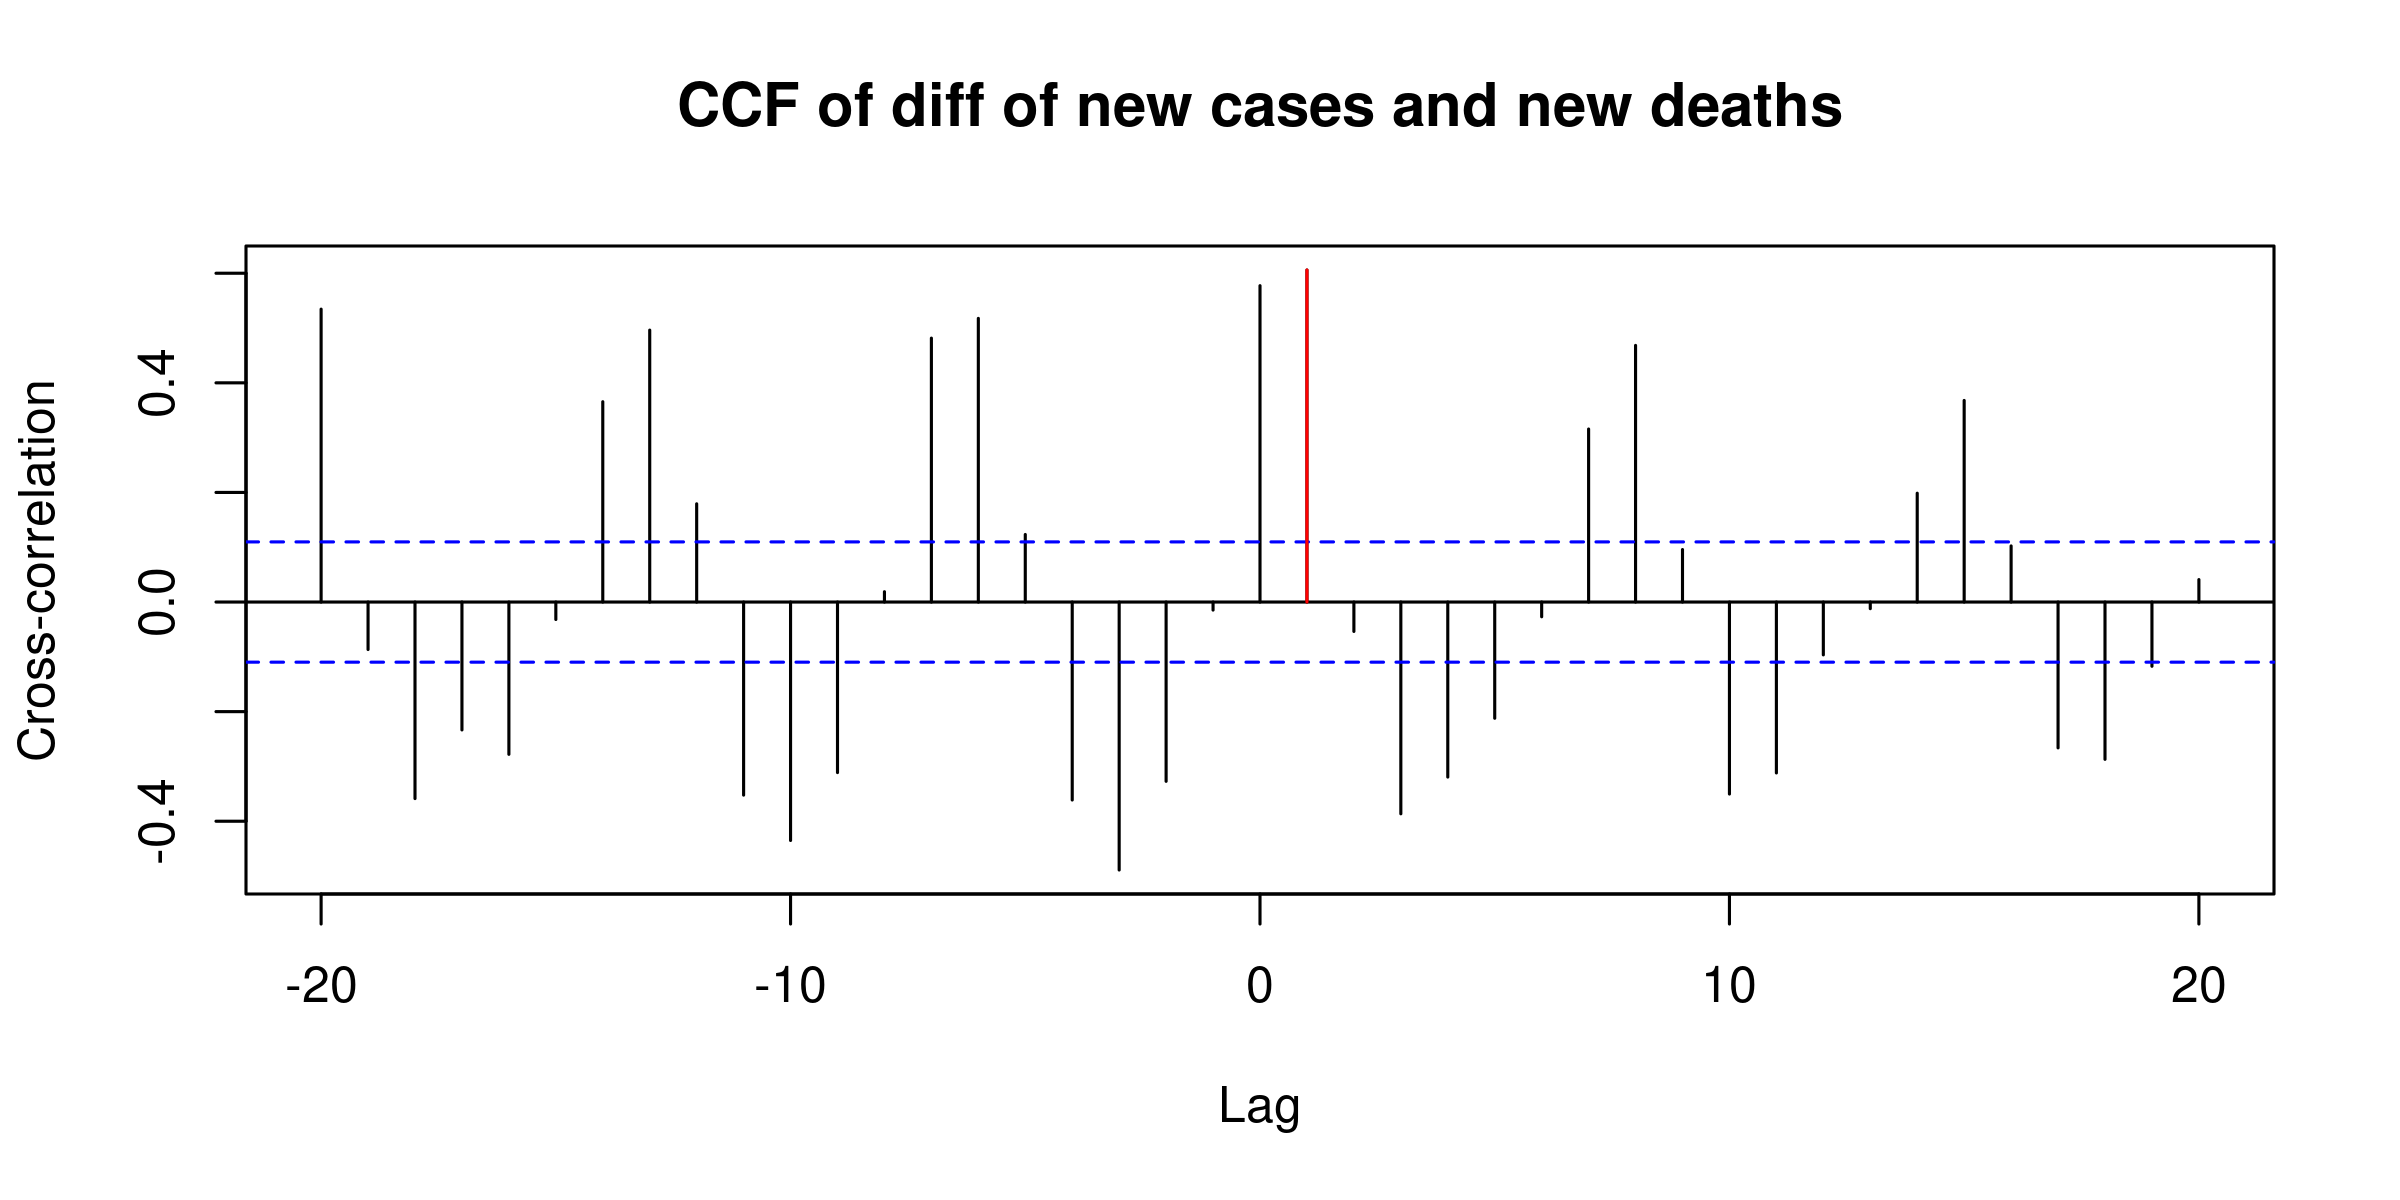 CCF of diff of new cases and new deaths
Cross-correlation
0.4
0.0
-0.4
-20 -10 0 10 20
Lag